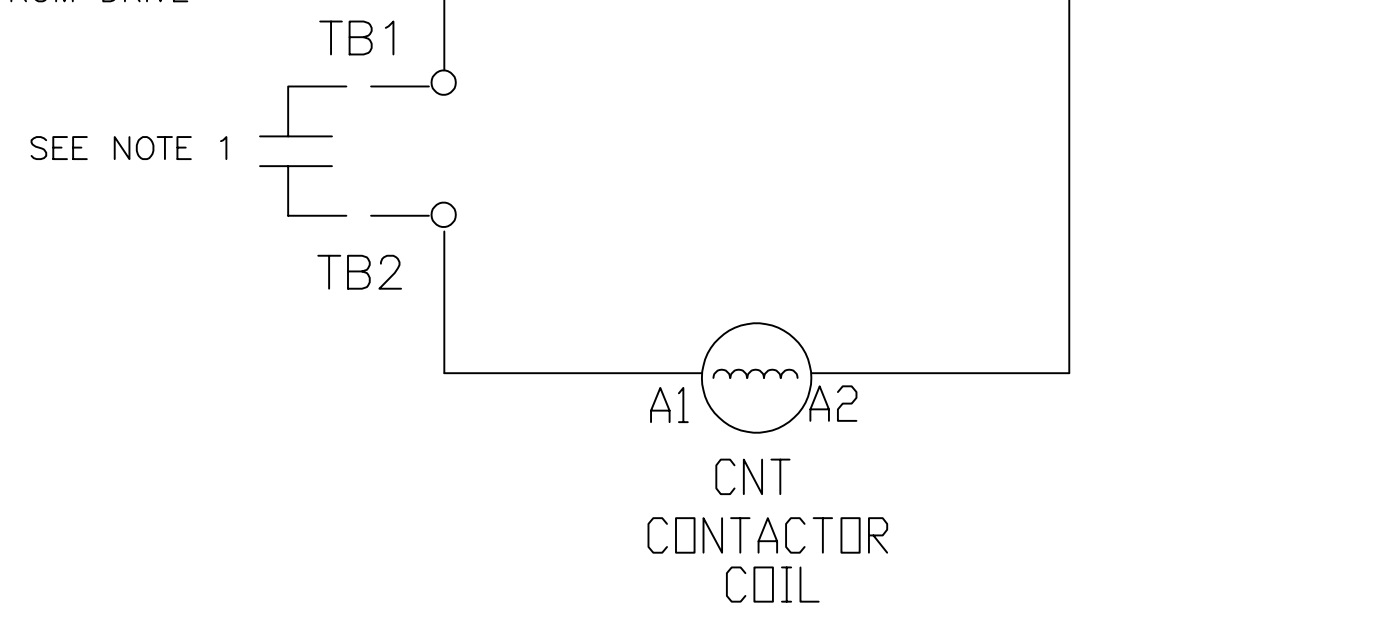 TB1
SEE NOTE 1
TB2
A1 A2
CNT
CONTACTOR
COIL